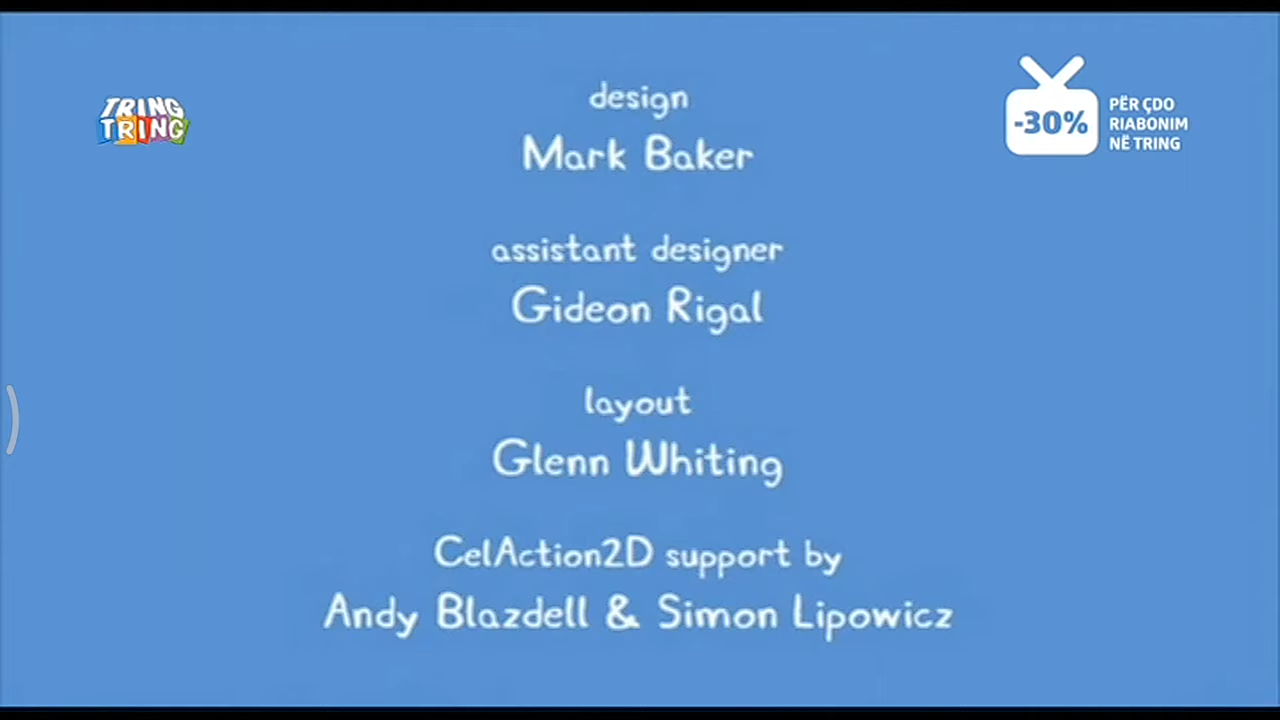 TRING
TRING
-30%
PËR ÇDO
RIABONIM
NË TRING
design
Mark Baker
assistant designer
Gideon Rigal
layout
Glenn Whiting
CelAction2D support by
Andy Blazdell & Simon Lipowicz